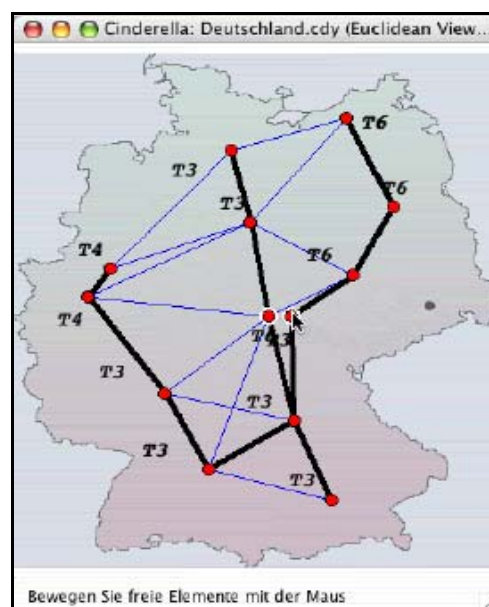 Cinderella: Deutschland.cdy (Euclidean View...
T6
T3
T6
T3
T4
T6
T4
T3
T3
T3
T3
Bewegen Sie freie Elemente mit der Maus